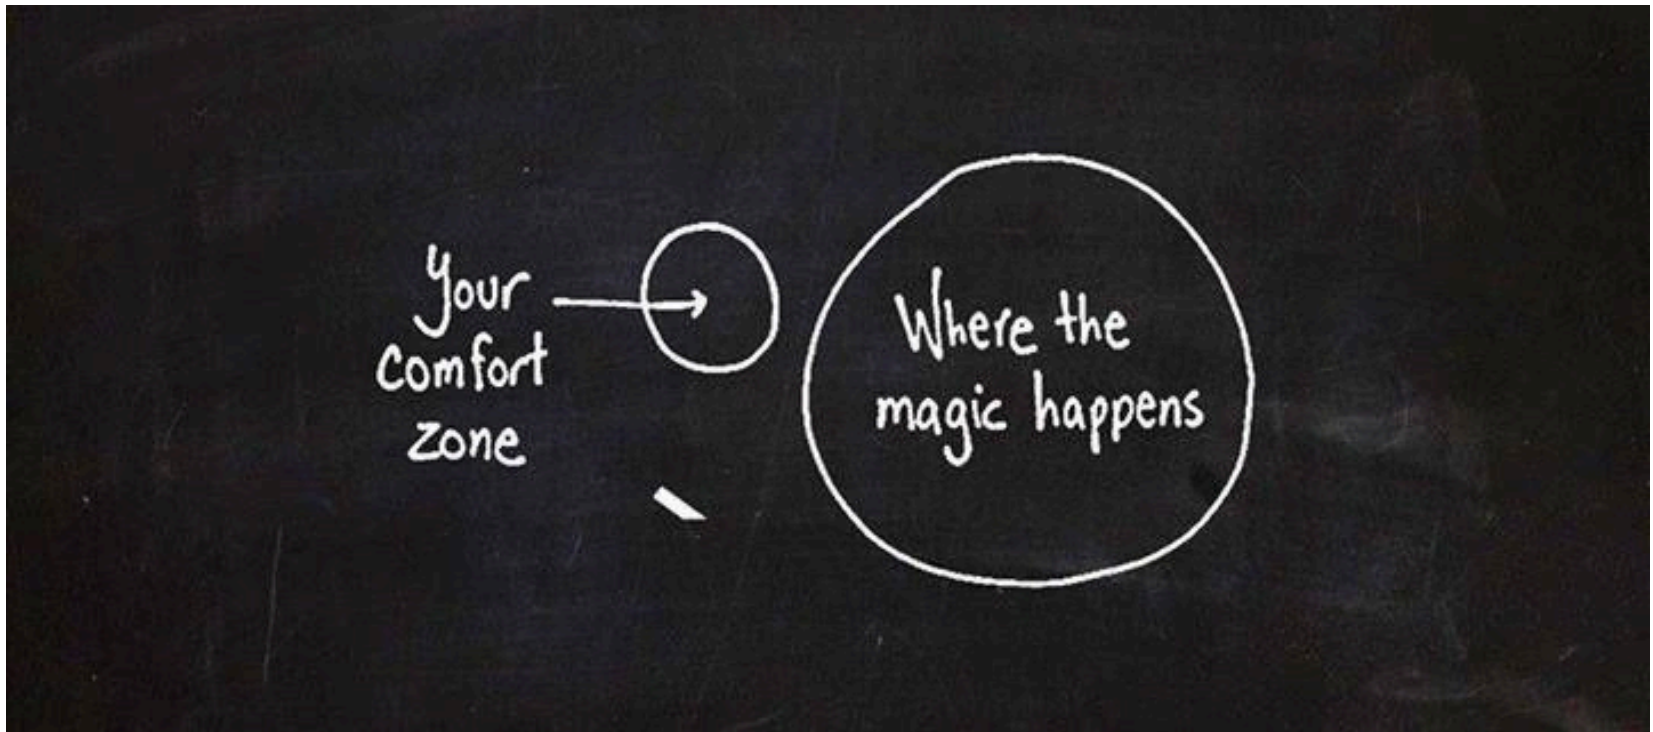 Your
comfort
zone
Where the
magic happens